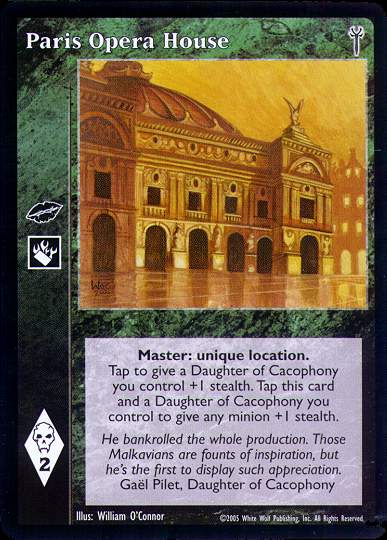 Paris Opera House
Master: unique location.
Tap to give a Daughter of Cacophony
you control +1 stealth. Tap this card
and a Daughter of Cacophony you
control to give any minion +1 stealth.
He bankrolled the whole production. Those
Malkavians are founts of inspiration, but
he's the first to display such appreciation.
Gaël Pilet, Daughter of Cacophony
2
Illus: William O'Connor
©2005 White Wolf Publishing, Inc. All Rights Reserved.